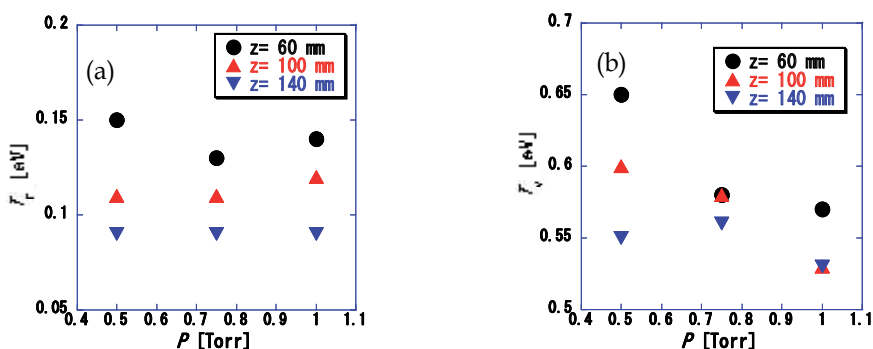 (a)
0.2
0.15
0.1
0.05
z= 60 mm
z= 100 mm
z= 140 mm
0.4 0.5 0.6 0.7 0.8 0.9 1 1.1
P [Torr]
[eV]
(b)
0.7
0.65
0.6
0.55
0.5
z= 60 mm
z= 100 mm
z= 140 mm
0.4 0.5 0.6 0.7 0.8 0.9 1 1.1
P [Torr]
[eV]